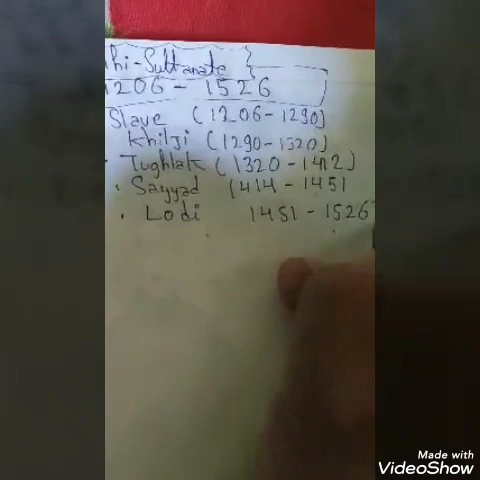 hi-Sultanate
1206 - 1526
Slave (1206 - 1290)
Khilji (1290 - 1320)
Tughlak (1320 - 1412)
Sayyad 1414 - 1451
Lodi 1451 - 1526
Made with
VideoShow